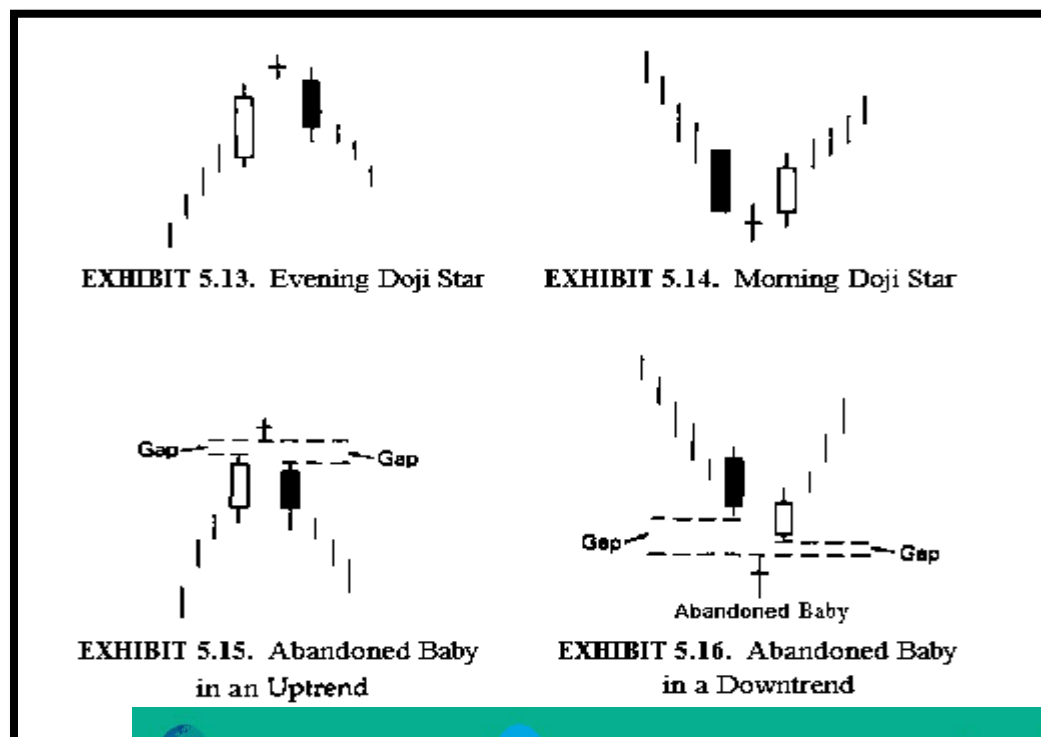 EXHIBIT 5.13. Evening Doji Star
EXHIBIT 5.14. Morning Doji Star
Gap
Gap
EXHIBIT 5.15. Abandoned Baby
in an Uptrend
Gap
Gap
Abandoned Baby
EXHIBIT 5.16. Abandoned Baby
in a Downtrend